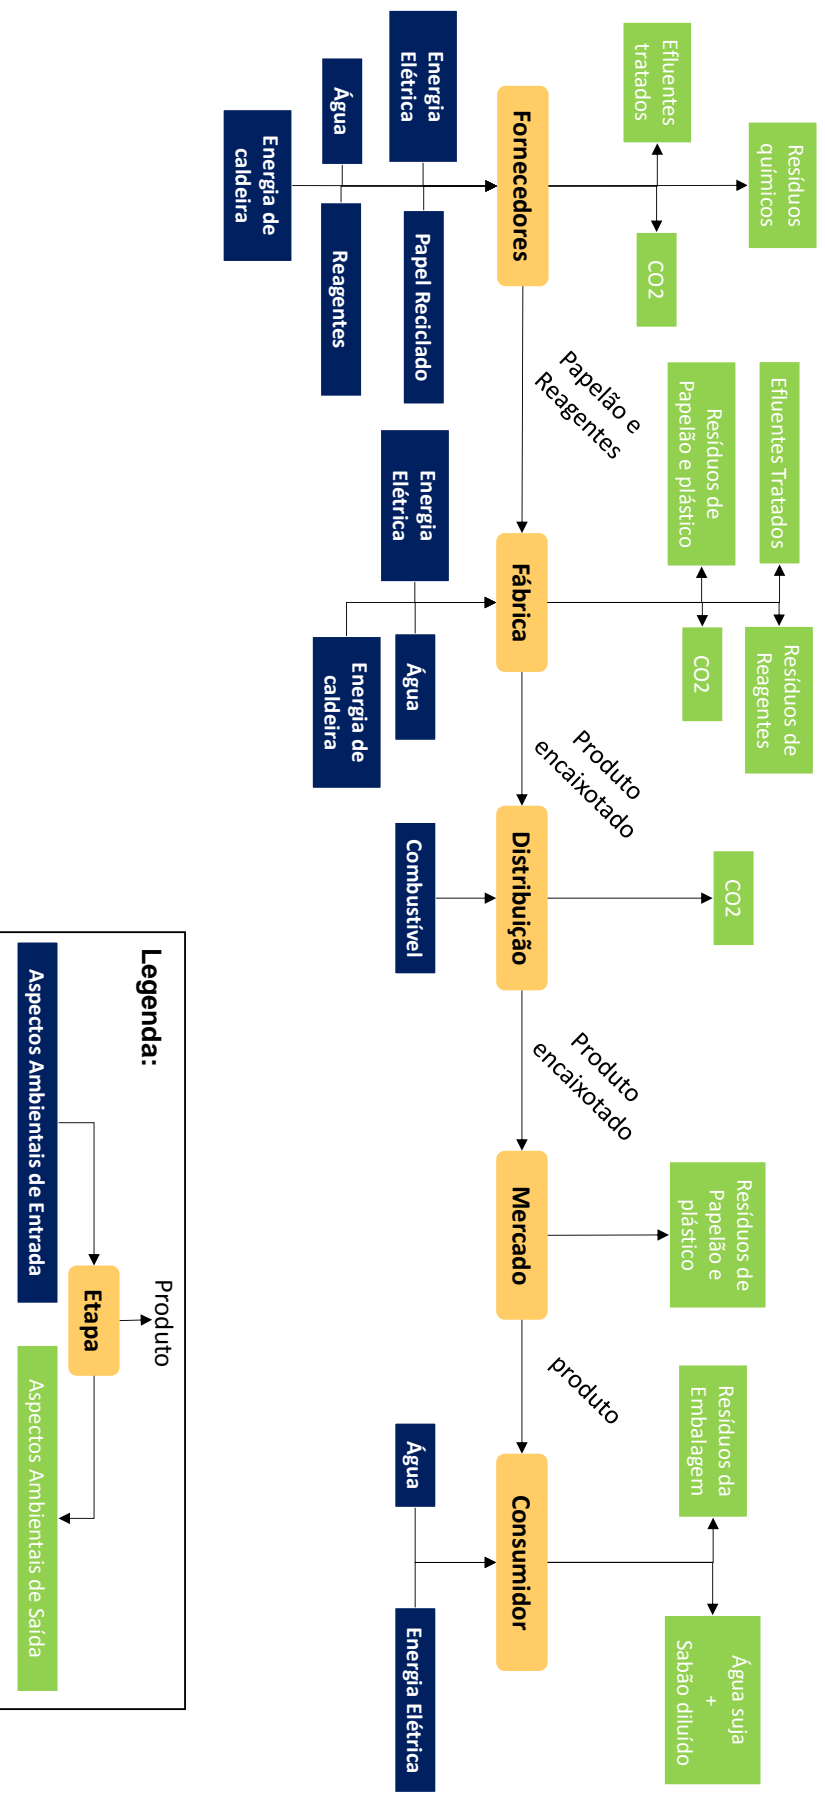 Resíduos
químicos
Efluentes
tratados
CO2
Efluentes Tratados
Resíduos de
Reagentes
Resíduos de
Papelão e plástico
CO2
CO2
Resíduos de
Papelão e
plástico
Resíduos da
Embalagem
Água suja
+
Sabão diluído
Fornecedores
Papelão e
Reagentes
Fábrica
Produto
encaixotado
Distribuição
Produto
encaixotado
Mercado
produto
Consumidor
Energia
Elétrica
Papel Reciclado
Água
Reagentes
Energia de
caldeira
Energia
Elétrica
Água
Energia de
caldeira
Combustível
Água
Energia Elétrica
Legenda:
Produto
Etapa
Aspectos Ambientais de Entrada
Aspectos Ambientais de Saída